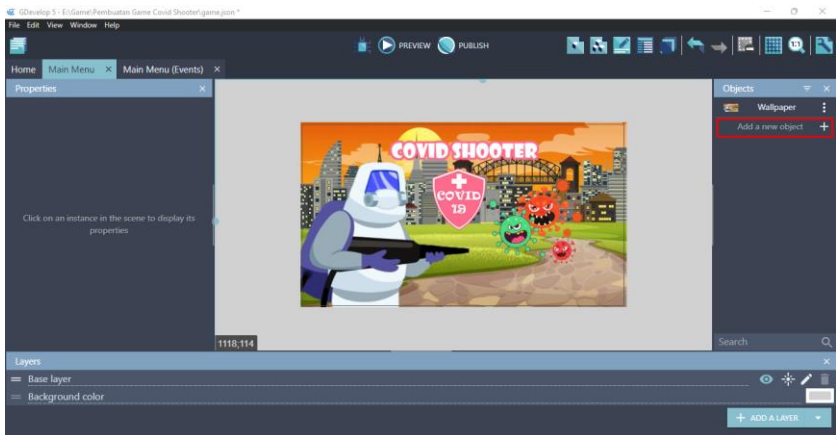 GDevelop 5 - E:\Game\Pembuatan Game Covid Shooter\game.json *
File Edit View Window Help
PREVIEW PUBLISH
Home Main Menu × Main Menu (Events) ×
Properties ×
Objects ×
Wallpaper
Add a new object +
COVID SHOOTER
COVID
19
Click on an instance in the scene to display its
properties
1118;114
Search
Layers ×
Base layer
Background color
+ ADD A LAYER